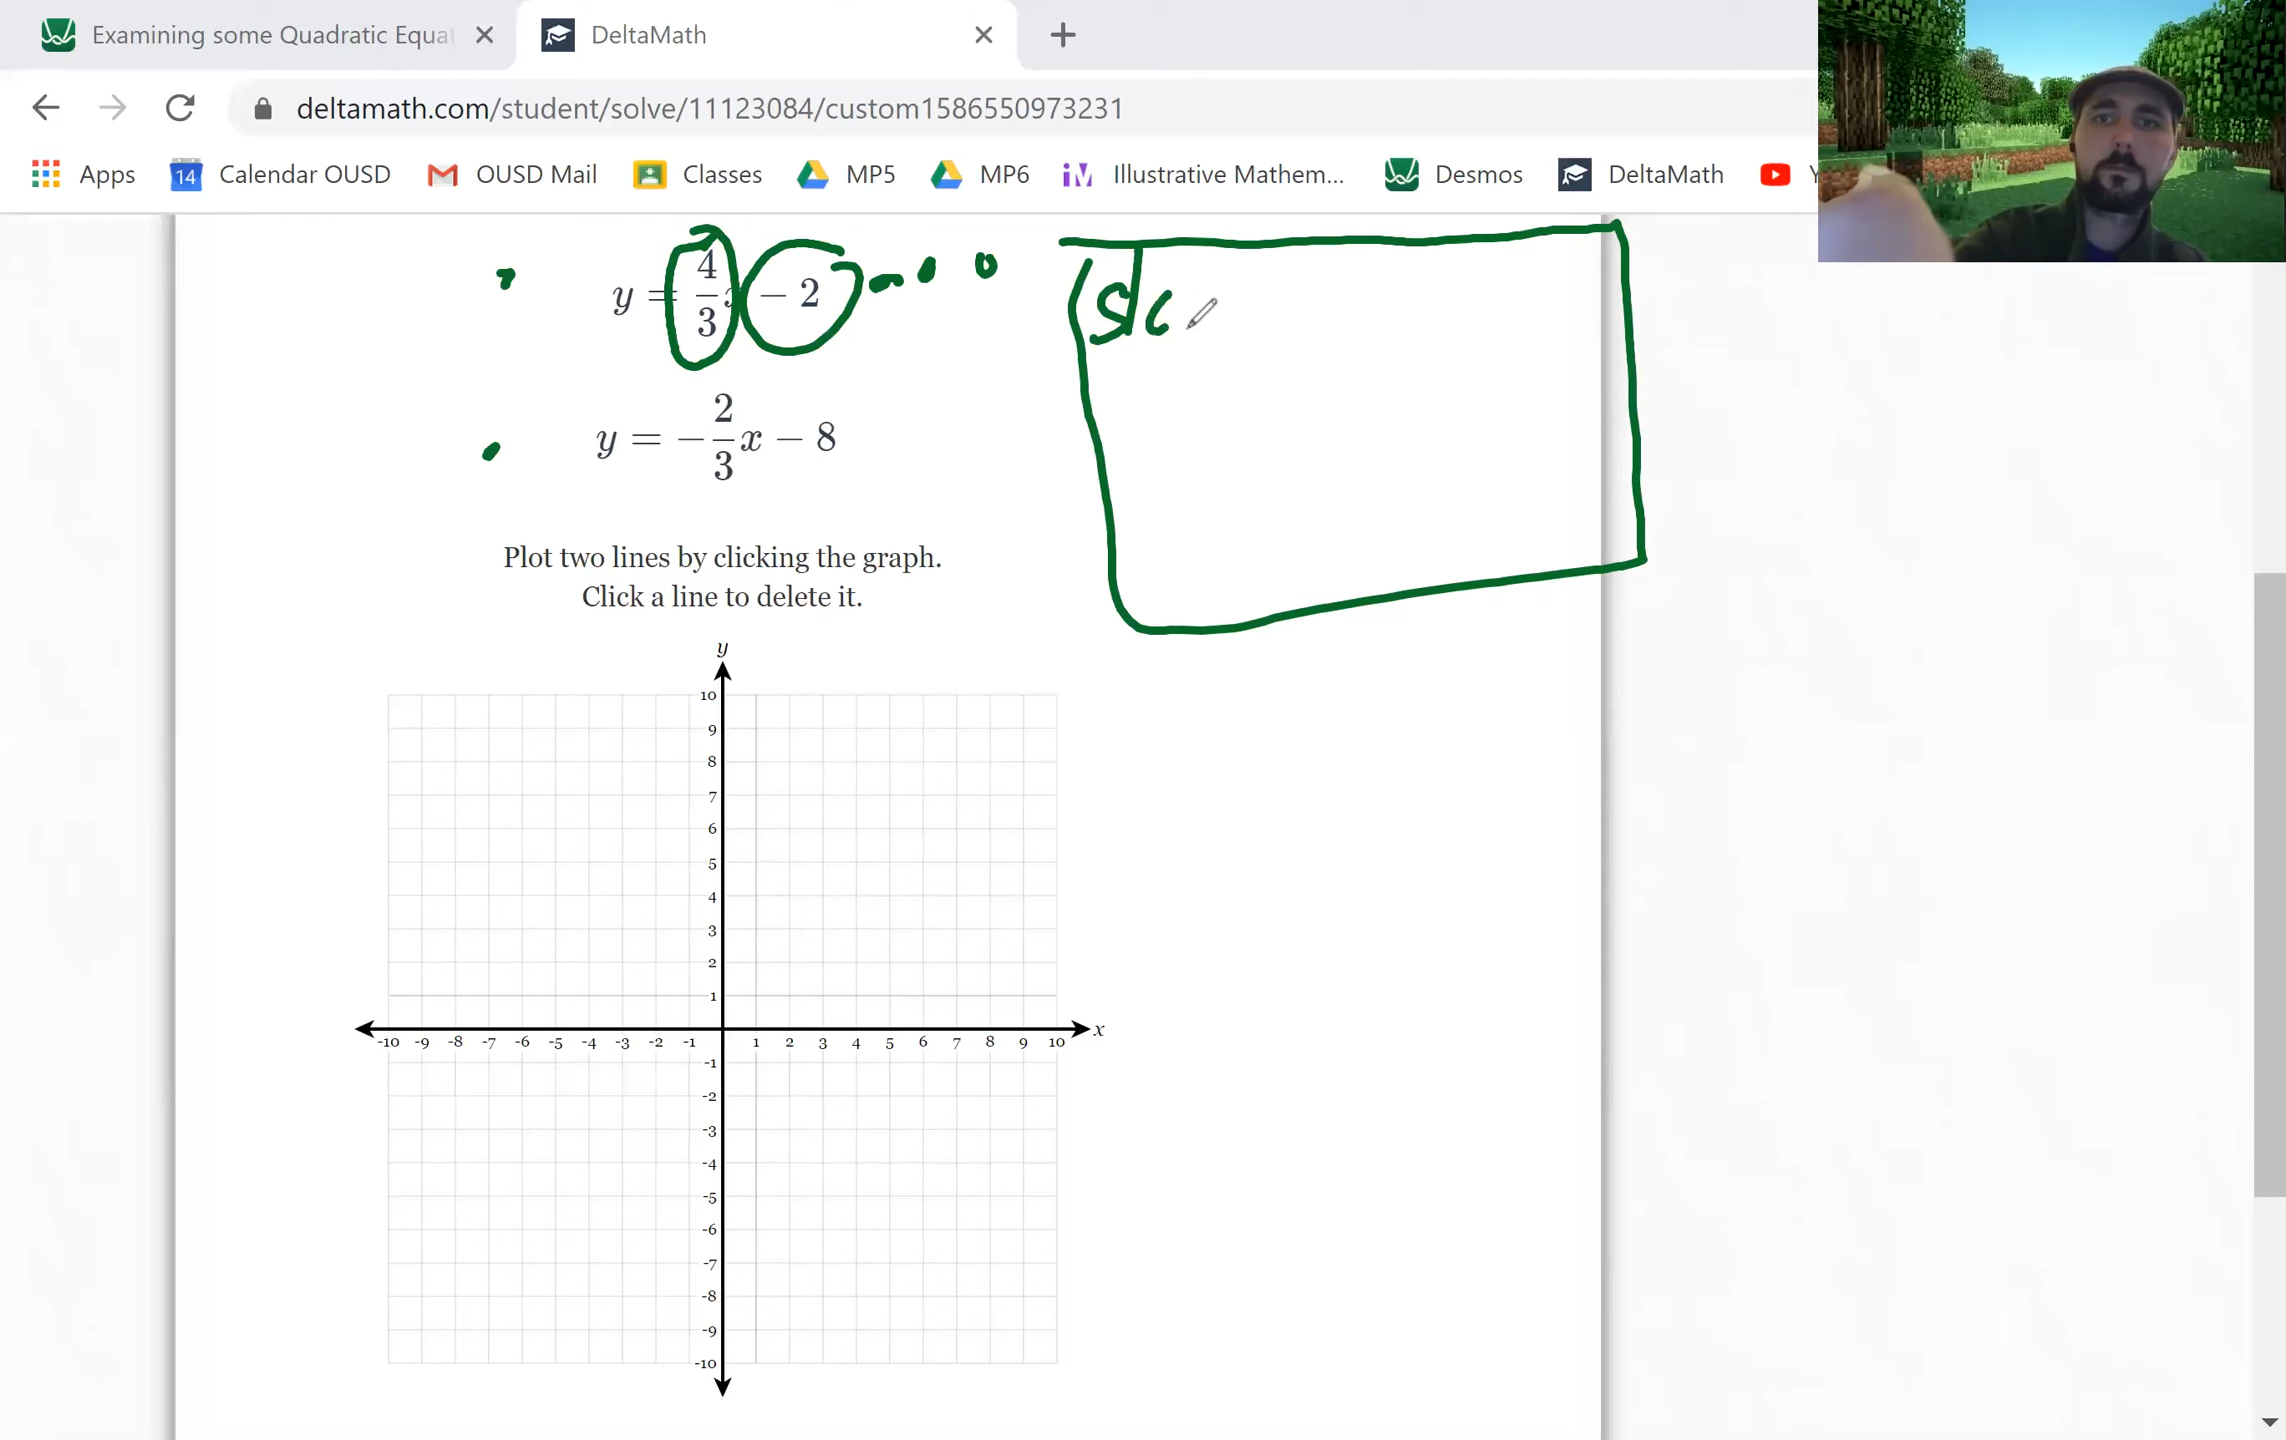 Examining some Quadratic Equat
DeltaMath
deltamath.com/student/solve/11123084/custom1586550973231
Apps
14
Calendar OUSD
OUSD Mail
Classes
MP5
MP6
Illustrative Mathem...
Desmos
DeltaMath
y = 4/3 x − 2
y = −2/3 x − 8
Plot two lines by clicking the graph.
Click a line to delete it.
y
10
9
8
7
6
5
4
3
2
1
-10 -9 -8 -7 -6 -5 -4 -3 -2 -1 1 2 3 4 5 6 7 8 9 10 x
-1
-2
-3
-4
-5
-6
-7
-8
-9
-10